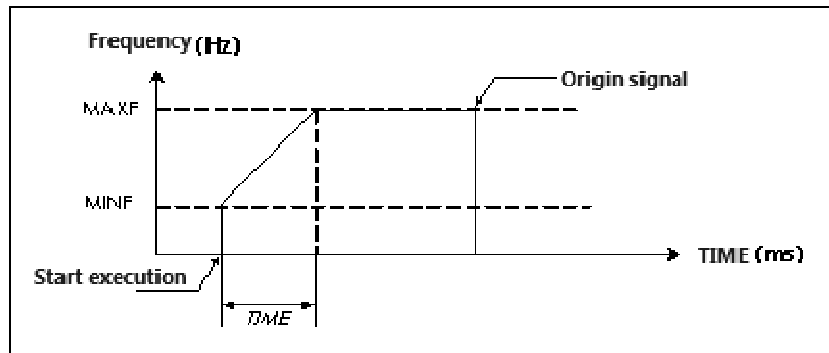 Frequency (Hz)
Origin signal
MAXF
MINF
TIME (ms)
Start execution
TIME